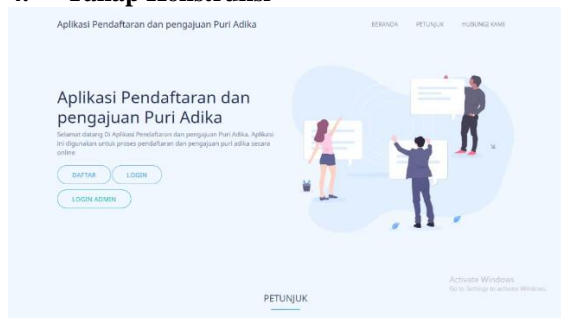 Aplikasi Pendaftaran dan pengajuan Puri Adika
BERANDA PETUNJUK HUBUNGI KAMI
Aplikasi Pendaftaran dan
pengajuan Puri Adika
Selamat datang Di Aplikasi Pendaftaran dan pengajuan Puri Adika. Aplikasi
ini digunakan untuk proses pendaftaran dan pengajuan puri adika secara
online
DAFTAR LOGIN
LOGIN ADMIN
Activate Windows
Go to Settings to activate Windows.
PETUNJUK